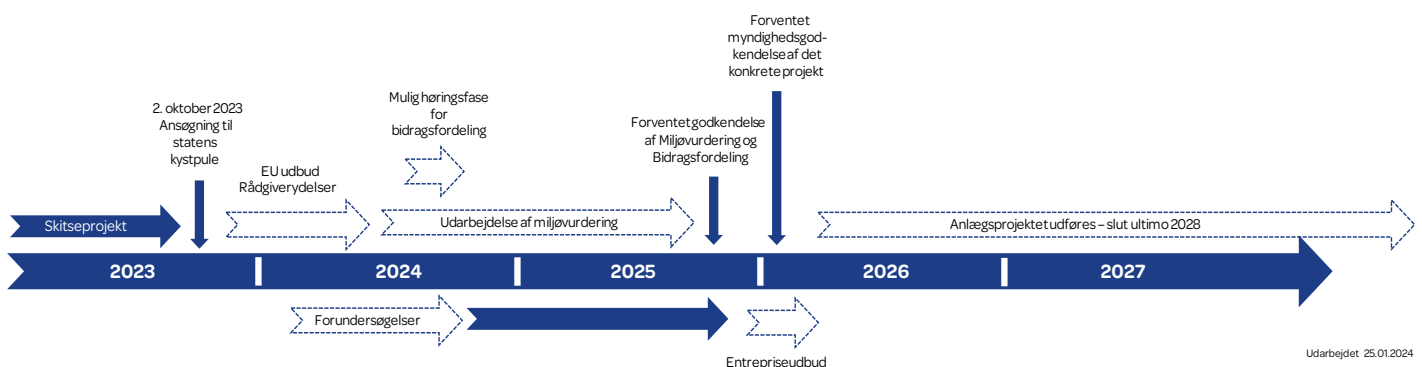 Forventet
myndighedsgod-
kendelse af det
konkrete projekt
2. oktober 2023
Ansøgning til
statens
kystpule
Mulig høringsfase
for
bidragsfordeling
Forventet godkendelse
af Miljøvurdering og
Bidragsfordeling
EU udbud
Rådgiverydelser
Skitseprojekt
Udarbejdelse af miljøvurdering
Anlægsprojektet udføres – slut ultimo 2028
2023
2024
2025
2026
2027
Forundersøgelser
Entrepriseudbud
Udarbejdet 25.01.2024